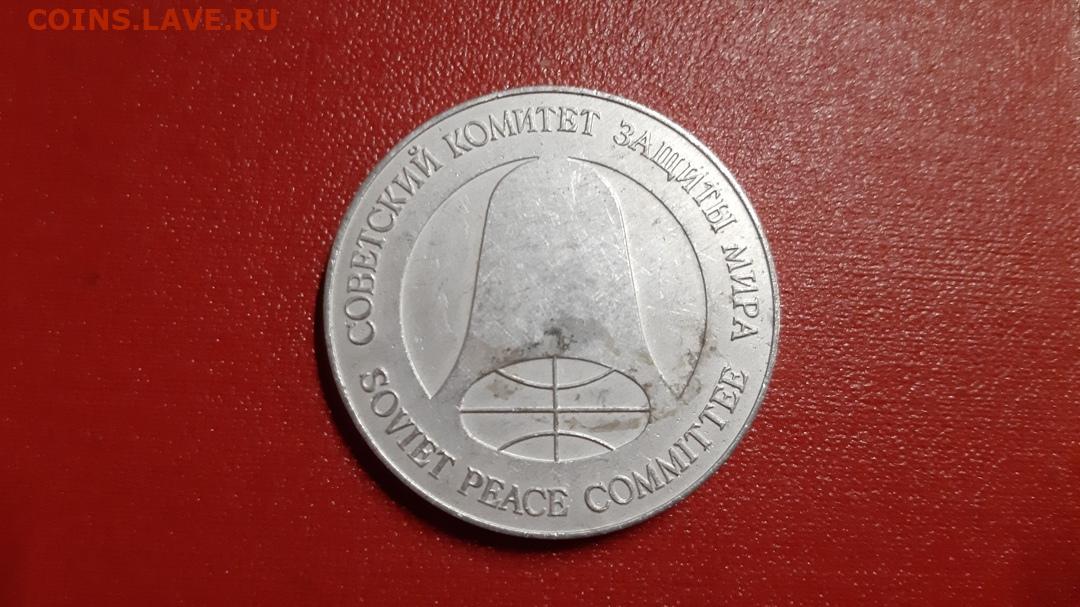 COINS.LAVE.RU
СОВЕТСКИЙ КОМИТЕТ ЗАЩИТЫ МИРА
SOVIET PEACE COMMITTEE